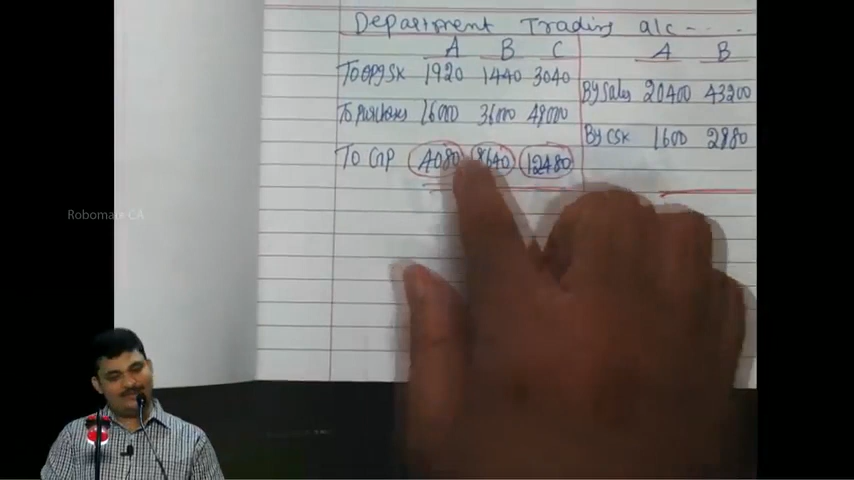 Department Trading a/c - - - -
A B C A B
To opg sk 1920 1440 3040 By sales 20400 43200
To purchases 16000 36000 48000 By csk 1600 2880
To GP 4080 8640 12480
Robomate CA